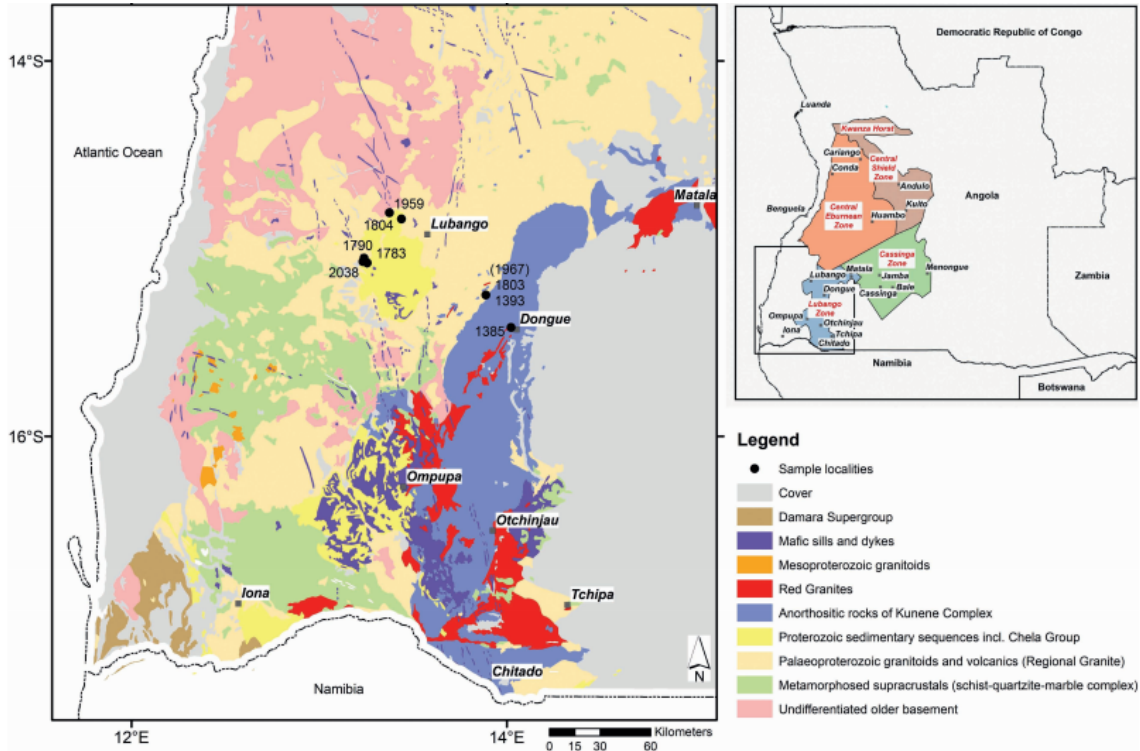 14°S
Atlantic Ocean
1959
1804
Lubango
Matala
1790
1783
2038
(1967)
1803
1393
1385
Dongue
16°S
Ompupa
Otchinjau
Iona
Tchipa
Chitado
N
Namibia
12°E
14°E
Kilometers
0 15 30 60
Democratic Republic of Congo
Luanda
Kwanza Horst
Cariango
Conda
Central
Shield
Zone
Andulo
Angola
Kuito
Benguela
Central
Eburnean
Zone
Huambo
Cassinga
Zone
Zambia
Lubango
Matala
Jamba
Menongue
Dongue
Cassinga
Bale
Lubango
Zone
Ompupa
Otchinjau
Iona
Tchipa
Chitado
Namibia
Botswana
Legend
Sample localities
Cover
Damara Supergroup
Mafic sills and dykes
Mesoproterozoic granitoids
Red Granites
Anorthositic rocks of Kunene Complex
Proterozoic sedimentary sequences incl. Chela Group
Palaeoproterozoic granitoids and volcanics (Regional Granite)
Metamorphosed supracrustals (schist-quartzite-marble complex)
Undifferentiated older basement